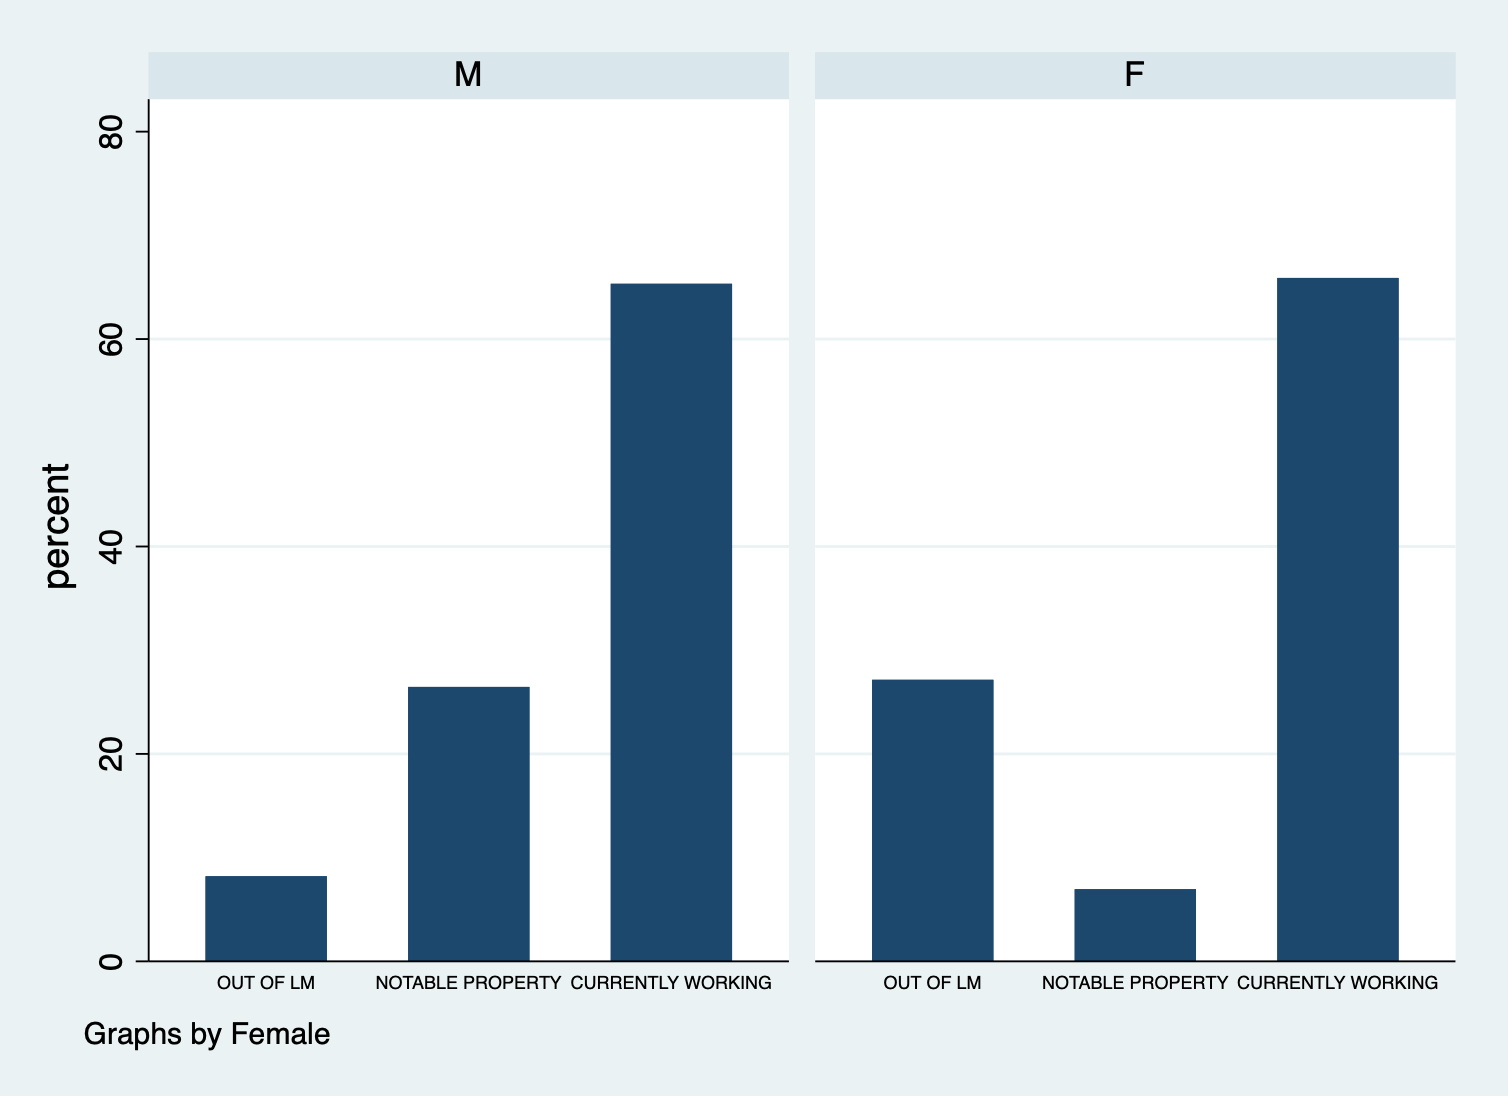 M
F
percent
80
60
40
20
0
OUT OF LM
NOTABLE PROPERTY
CURRENTLY WORKING
OUT OF LM
NOTABLE PROPERTY
CURRENTLY WORKING
Graphs by Female